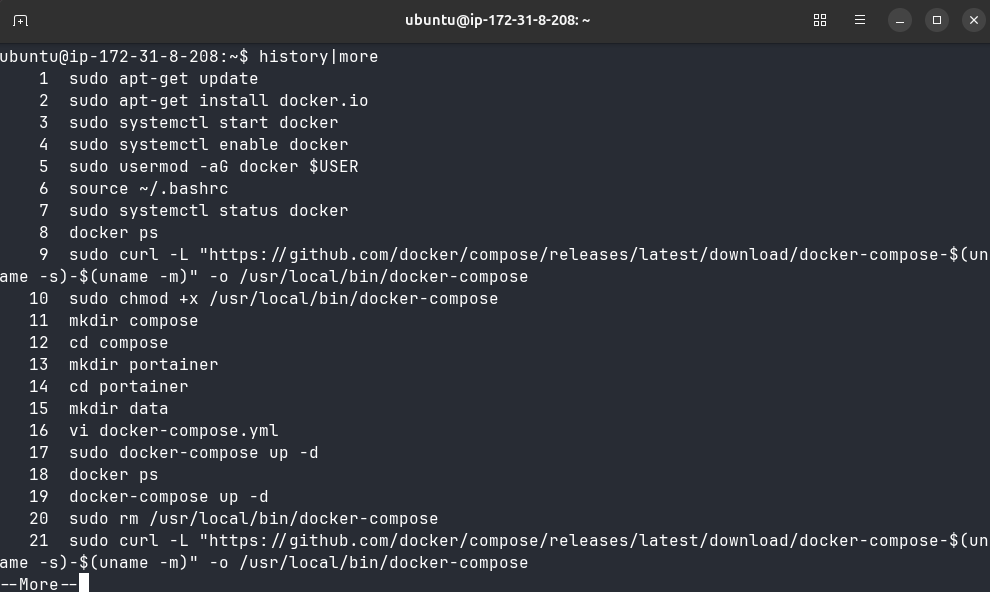 ubuntu@ip-172-31-8-208: ~
ubuntu@ip-172-31-8-208:~$ history|more
    1  sudo apt-get update
    2  sudo apt-get install docker.io
    3  sudo systemctl start docker
    4  sudo systemctl enable docker
    5  sudo usermod -aG docker $USER
    6  source ~/.bashrc
    7  sudo systemctl status docker
    8  docker ps
    9  sudo curl -L "https://github.com/docker/compose/releases/latest/download/docker-compose-$(un
ame -s)-$(uname -m)" -o /usr/local/bin/docker-compose
   10  sudo chmod +x /usr/local/bin/docker-compose
   11  mkdir compose
   12  cd compose
   13  mkdir portainer
   14  cd portainer
   15  mkdir data
   16  vi docker-compose.yml
   17  sudo docker-compose up -d
   18  docker ps
   19  docker-compose up -d
   20  sudo rm /usr/local/bin/docker-compose
   21  sudo curl -L "https://github.com/docker/compose/releases/latest/download/docker-compose-$(un
ame -s)-$(uname -m)" -o /usr/local/bin/docker-compose
--More--